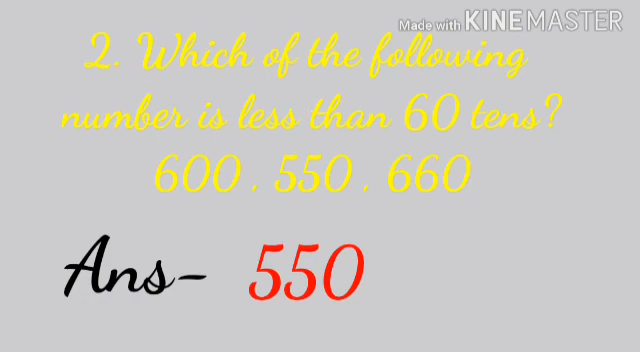 Made with KINEMASTER
2. Which of the following
number is less than 60 tens?
600 . 550 . 660
Ans- 550